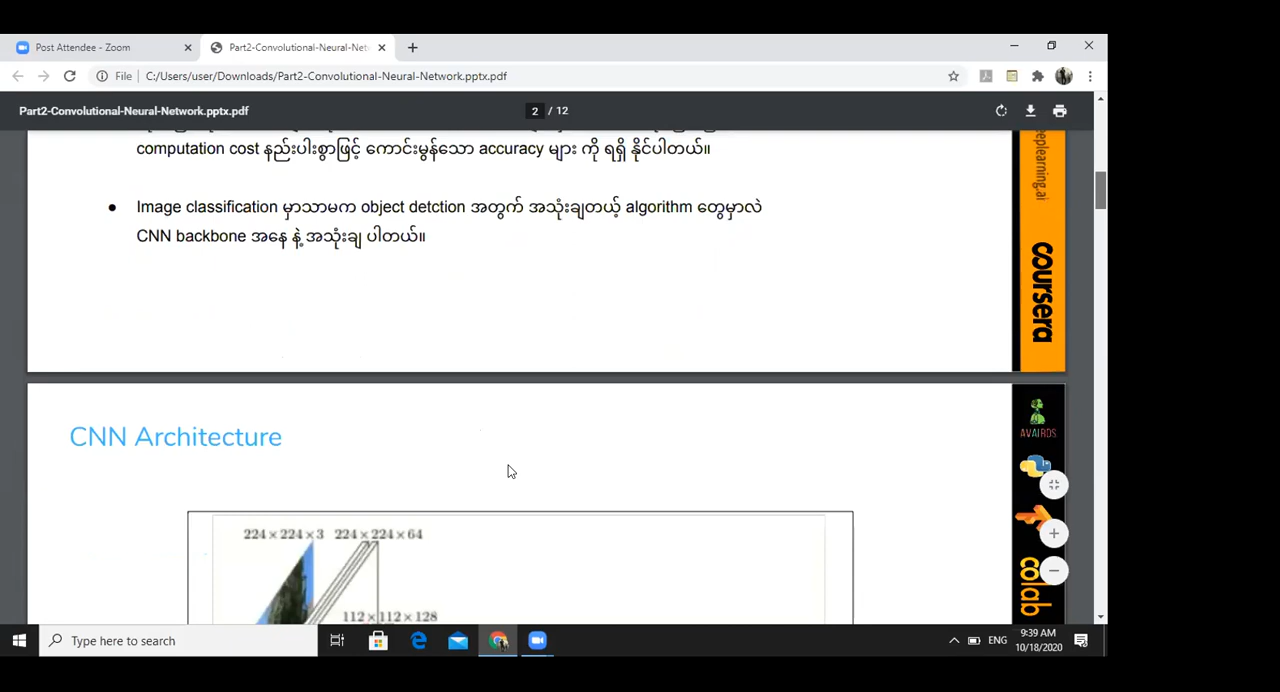 Post Attendee - Zoom
Part2-Convolutional-Neural-Net
File
C:/Users/user/Downloads/Part2-Convolutional-Neural-Network.pptx.pdf
Part2-Convolutional-Neural-Network.pptx.pdf
2 / 12
computation cost နည်းပါးစွာဖြင့် ကောင်းမွန်သော accuracy များ ကို ရရှိ နိုင်ပါတယ်။
● Image classification မှာသာမက object detction အတွက် အသုံးချတယ့် algorithm တွေမှာလဲ
CNN backbone အနေ နဲ့ အသုံးချ ပါတယ်။
eeplearning.ai
coursera
CNN Architecture
AVAIRDS
224×224×3 224×224×64
112×112×128
colab
Type here to search
ENG
9:39 AM
10/18/2020